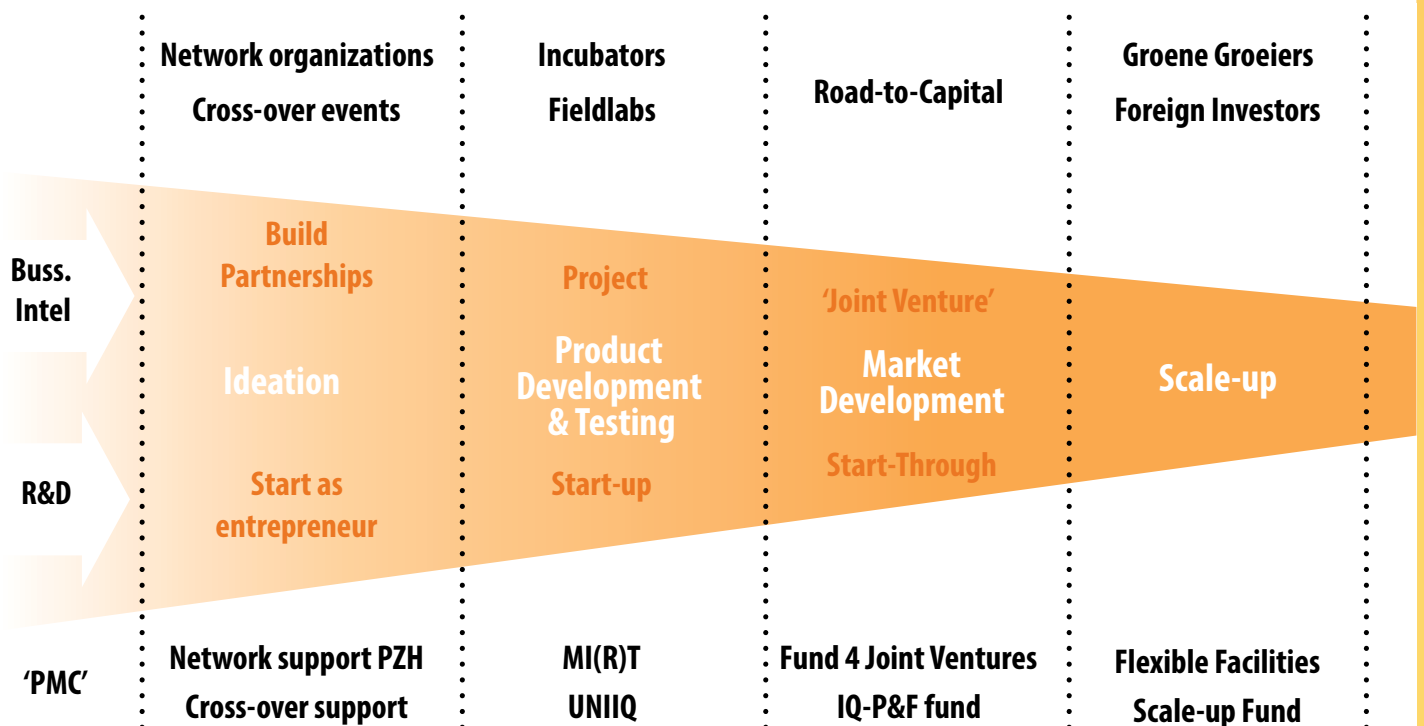 Network organizations
Cross-over events
Incubators
Fieldlabs
Road-to-Capital
Groene Groeiers
Foreign Investors
Buss.
Intel
Build
Partnerships
Project
'Joint Venture'
Ideation
Product
Development
& Testing
Market
Development
Scale-up
R&D
Start as
entrepreneur
Start-up
Start-Through
'PMC'
Network support PZH
Cross-over support
MI(R)T
UNIIQ
Fund 4 Joint Ventures
IQ-P&F fund
Flexible Facilities
Scale-up Fund